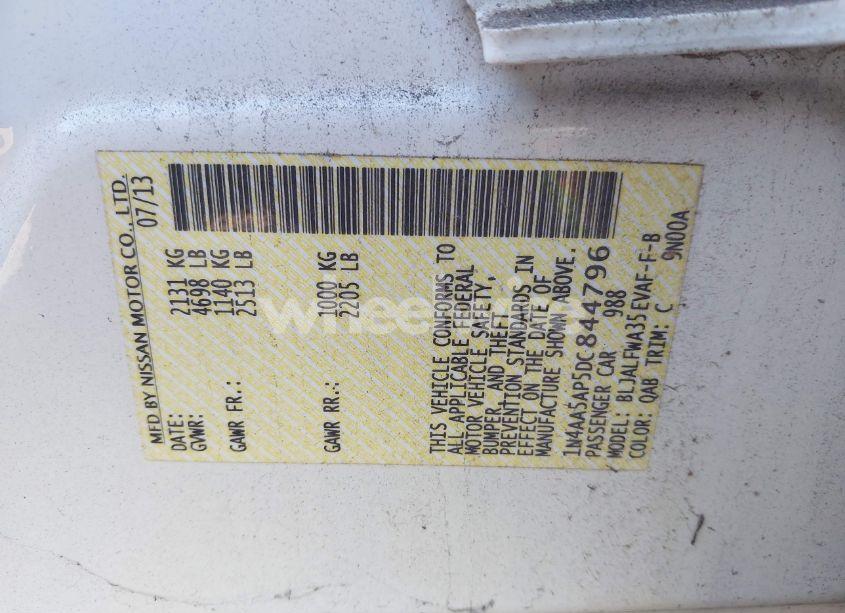 MFD BY NISSAN MOTOR CO., LTD.
DATE: 07/13
GVWR: 2131 KG
4698 LB
GAWR FR.: 1140 KG
2513 LB
GAWR RR.: 1000 KG
2205 LB
THIS VEHICLE CONFORMS TO
ALL APPLICABLE FEDERAL
MOTOR VEHICLE SAFETY,
BUMPER, AND THEFT
PREVENTION STANDARDS IN
EFFECT ON THE DATE OF
MANUFACTURE SHOWN ABOVE.
1N4AA5AP5DC844796
PASSENGER CAR 988
MODEL: BLJALFWA35EVAF-F-B
COLOR: QAB TRIM: C 9N00A